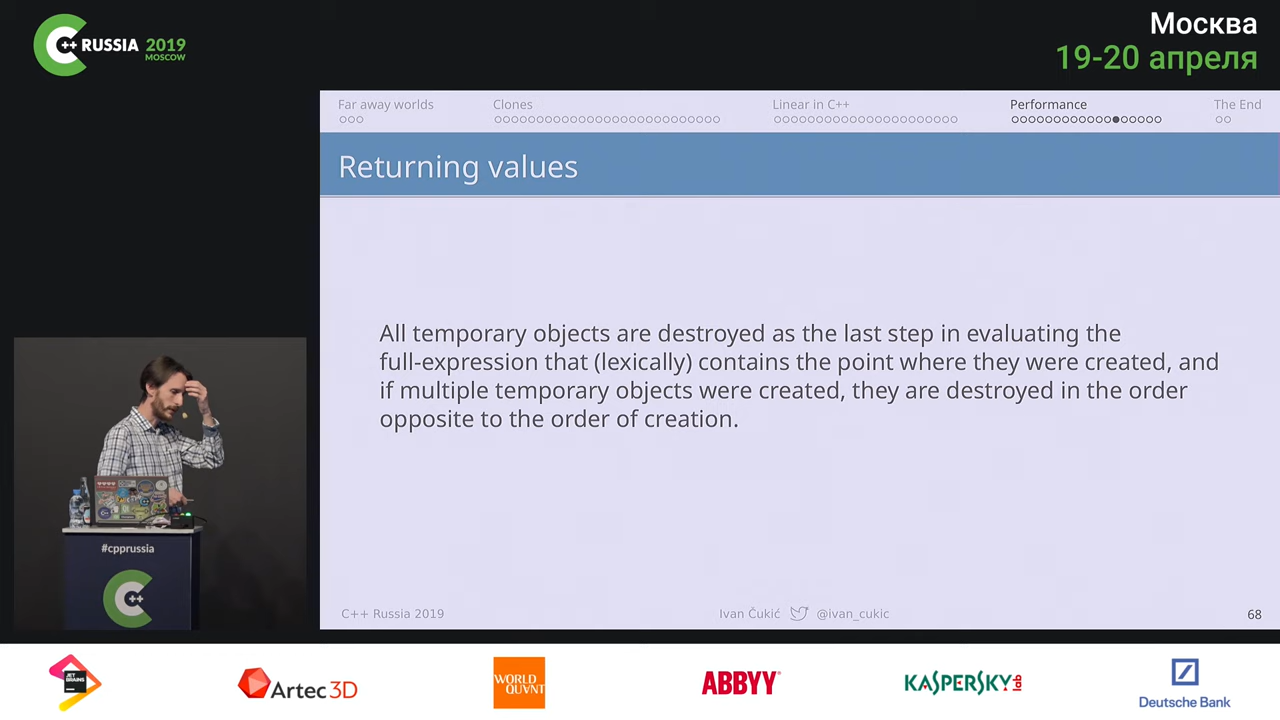 C++ RUSSIA 2019
MOSCOW
Москва
19-20 апреля
Far away worlds
Clones
Linear in C++
Performance
The End
Returning values
All temporary objects are destroyed as the last step in evaluating the
full-expression that (lexically) contains the point where they were created, and
if multiple temporary objects were created, they are destroyed in the order
opposite to the order of creation.
#cpprussia
C++
C++ Russia 2019
Ivan Čukić
@ivan_cukic
68
JET BRAINS
Artec 3D
WORLD QUVNT
ABBYY®
KASPERSKY lab
Deutsche Bank